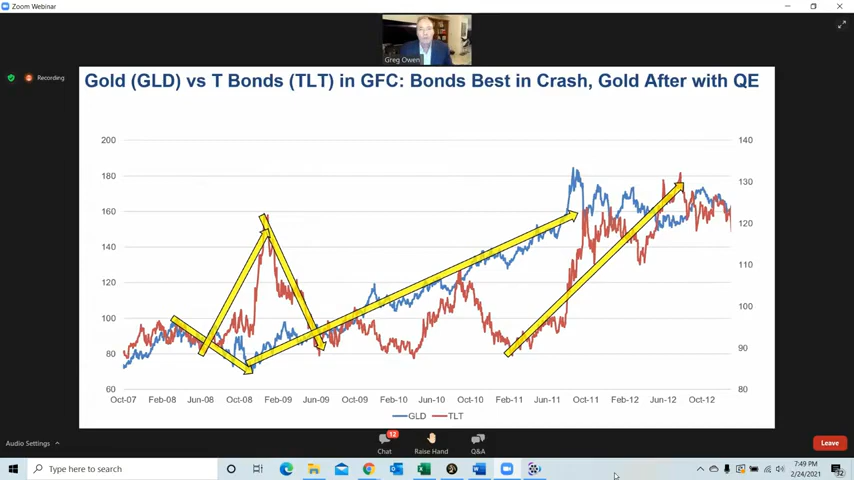 Zoom Webinar
Greg Owen
Recording
Gold (GLD) vs T Bonds (TLT) in GFC: Bonds Best in Crash, Gold After with QE
200
180
160
140
120
100
80
60
140
130
120
110
100
90
80
Oct-07 Feb-08 Jun-08 Oct-08 Feb-09 Jun-09 Oct-09 Feb-10 Jun-10 Oct-10 Feb-11 Jun-11 Oct-11 Feb-12 Jun-12 Oct-12
GLD TLT
Audio Settings
12
Chat
Raise Hand
Q&A
Leave
Type here to search
7:49 PM
2/24/2021